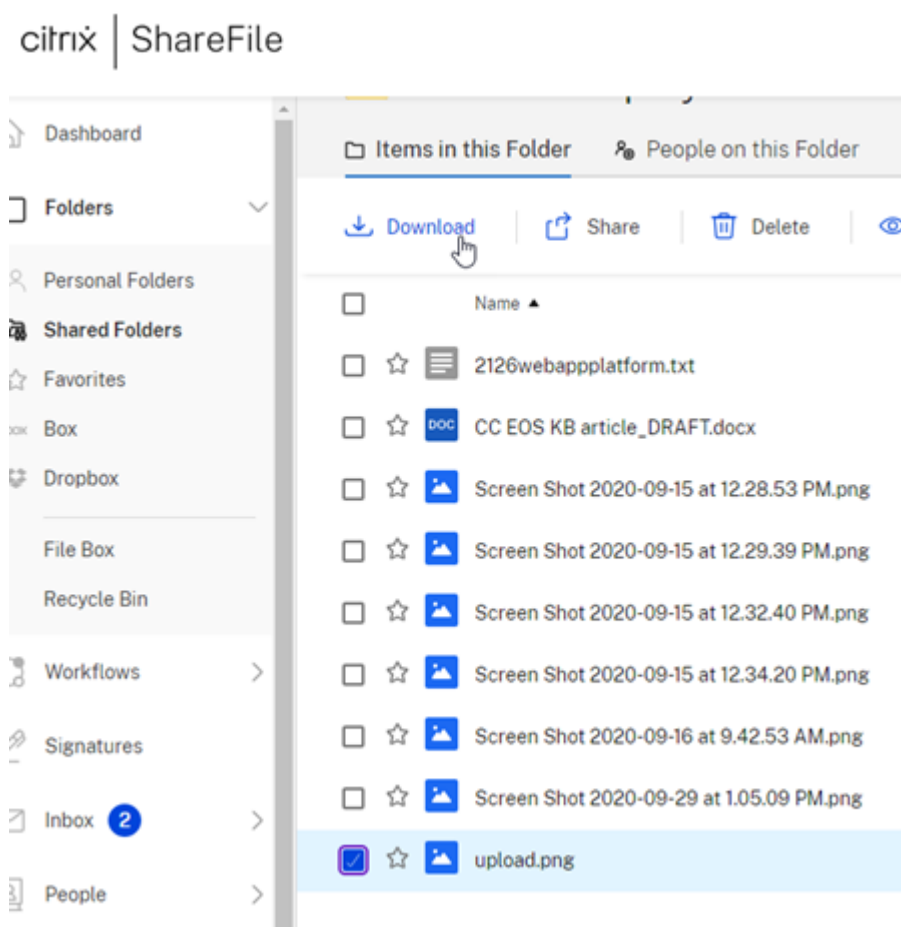 citrix | ShareFile
Dashboard
Folders
Personal Folders
Shared Folders
Favorites
Box
Dropbox
File Box
Recycle Bin
Workflows
Signatures
Inbox 2
People
Items in this Folder
People on this Folder
Download
Share
Delete
Name
2126webappplatform.txt
DOC CC EOS KB article_DRAFT.docx
Screen Shot 2020-09-15 at 12.28.53 PM.png
Screen Shot 2020-09-15 at 12.29.39 PM.png
Screen Shot 2020-09-15 at 12.32.40 PM.png
Screen Shot 2020-09-15 at 12.34.20 PM.png
Screen Shot 2020-09-16 at 9.42.53 AM.png
Screen Shot 2020-09-29 at 1.05.09 PM.png
upload.png